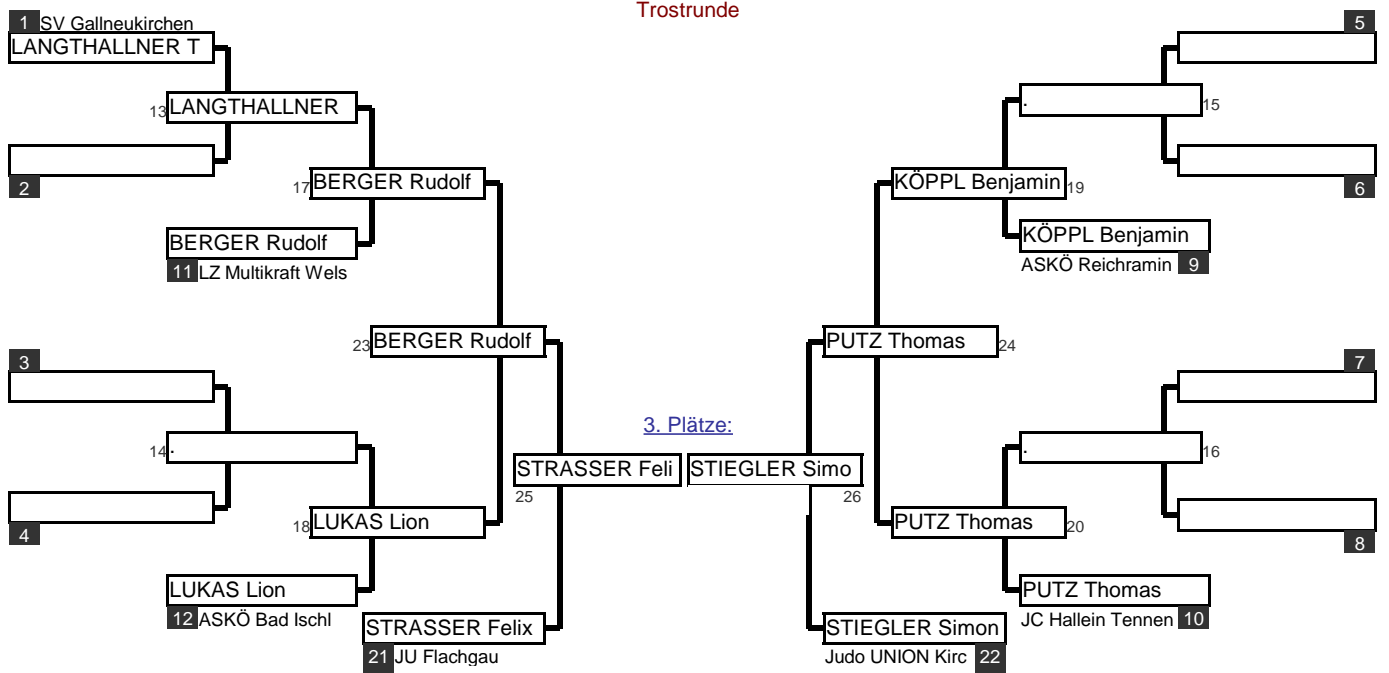 Trostrunde
1 SV Gallneukirchen
5
LANGTHALLNER T
13 LANGTHALLNER
. 15
2
6
17 BERGER Rudolf
KÖPPL Benjamin 19
BERGER Rudolf
KÖPPL Benjamin
11 LZ Multikraft Wels
ASKÖ Reichramin 9
23 BERGER Rudolf
PUTZ Thomas 24
3
7
3. Plätze:
14 .
. 16
STRASSER Feli
STIEGLER Simo
25
26
4
8
18 LUKAS Lion
PUTZ Thomas 20
LUKAS Lion
PUTZ Thomas
12 ASKÖ Bad Ischl
JC Hallein Tennen 10
STRASSER Felix
STIEGLER Simon
21 JU Flachgau
Judo UNION Kirc 22